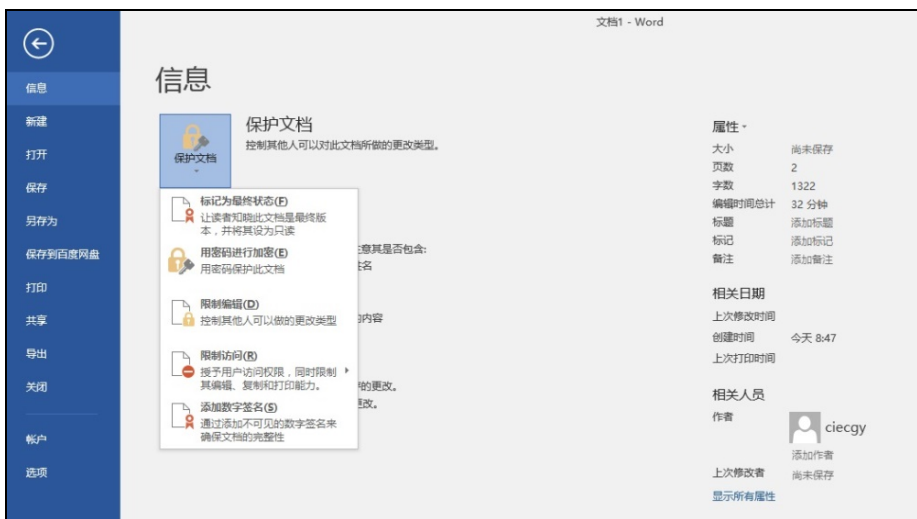 文档1 - Word
信息
新建
打开
保存
另存为
保存到百度网盘
打印
共享
导出
关闭
帐户
选项
信息
保护文档
保护文档
控制其他人可以对此文档所做的更改类型。
标记为最终状态(F)
让读者知晓此文档是最终版
本，并将其设为只读
用密码进行加密(E)
用密码保护此文档
限制编辑(D)
控制其他人可以做的更改类型
限制访问(R)
授予用户访问权限，同时限制
其编辑、复制和打印能力。
添加数字签名(S)
通过添加不可见的数字签名来
确保文档的完整性
意其是否包含:
名
内容
的更改。
更改。
属性
大小 尚未保存
页数 2
字数 1322
编辑时间总计 32 分钟
标题 添加标题
标记 添加标记
备注 添加备注
相关日期
上次修改时间
创建时间 今天 8:47
上次打印时间
相关人员
作者 ciecgy
添加作者
上次修改者 尚未保存
显示所有属性